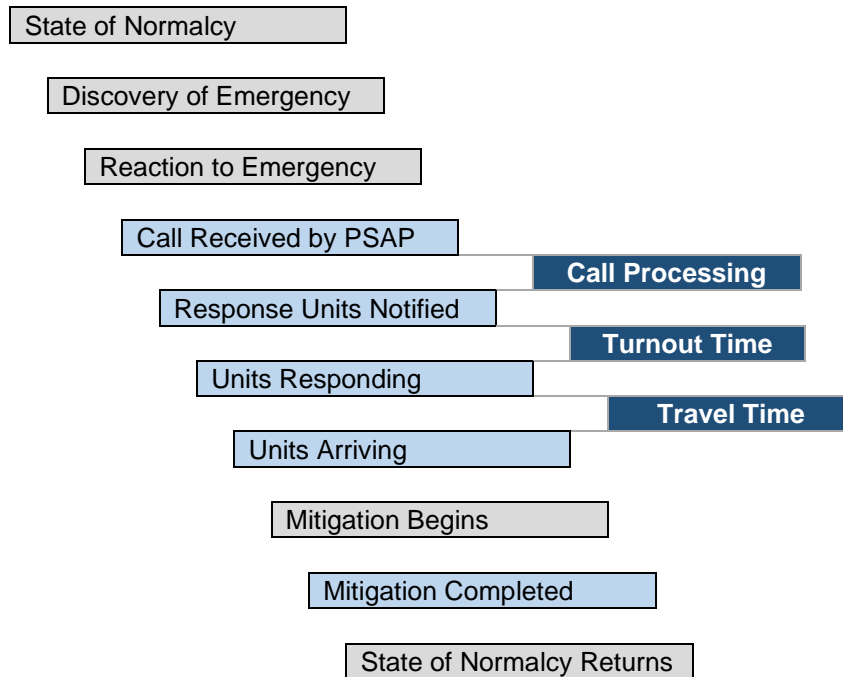 State of Normalcy
Discovery of Emergency
Reaction to Emergency
Call Received by PSAP
Call Processing
Response Units Notified
Turnout Time
Units Responding
Travel Time
Units Arriving
Mitigation Begins
Mitigation Completed
State of Normalcy Returns